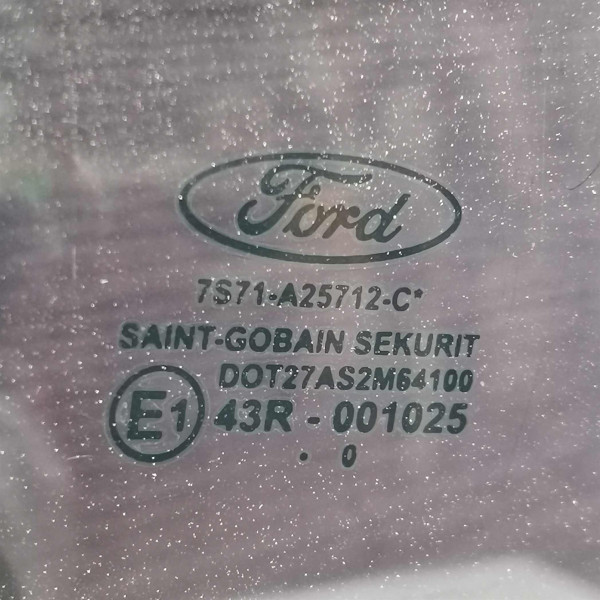 Ford
7S71-A25712-C*
SAINT-GOBAIN SEKURIT
DOT27AS2M64100
E1 43R - 001025
. 0